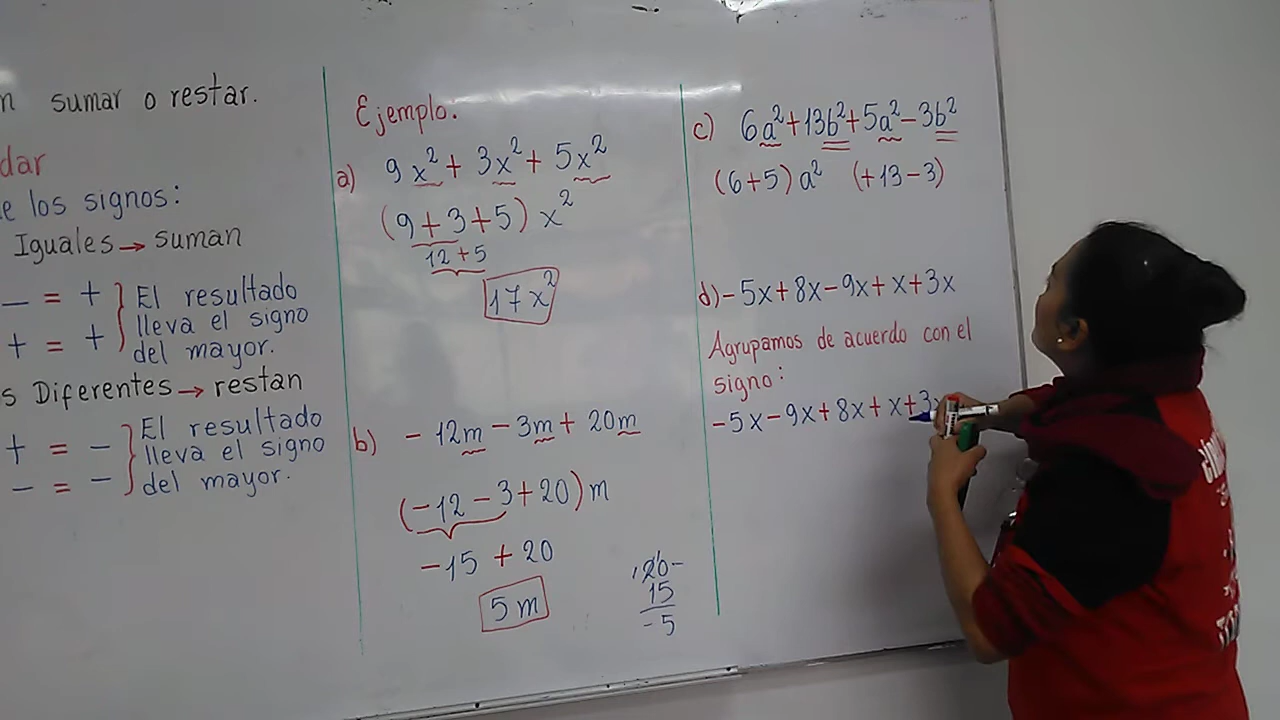 sumar o restar.
los signos:
Iguales → suman
− = +
+ = +
El resultado
lleva el signo
del mayor.
Diferentes → restan
+ = −
− = −
El resultado
lleva el signo
del mayor.
Ejemplo:
a) 9x² + 3x² + 5x²
(9 + 3 + 5) x²
12 + 5
17x²
b) − 12m − 3m + 20m
(− 12 − 3 + 20) m
− 15 + 20
5m
20 −
15
- 5
c) 6a² + 13b² + 5a² − 3b²
(6 + 5) a² (+ 13 − 3)
d) − 5x + 8x − 9x + x + 3x
Agrupamos de acuerdo con el
signo:
− 5x − 9x + 8x + x + 3x